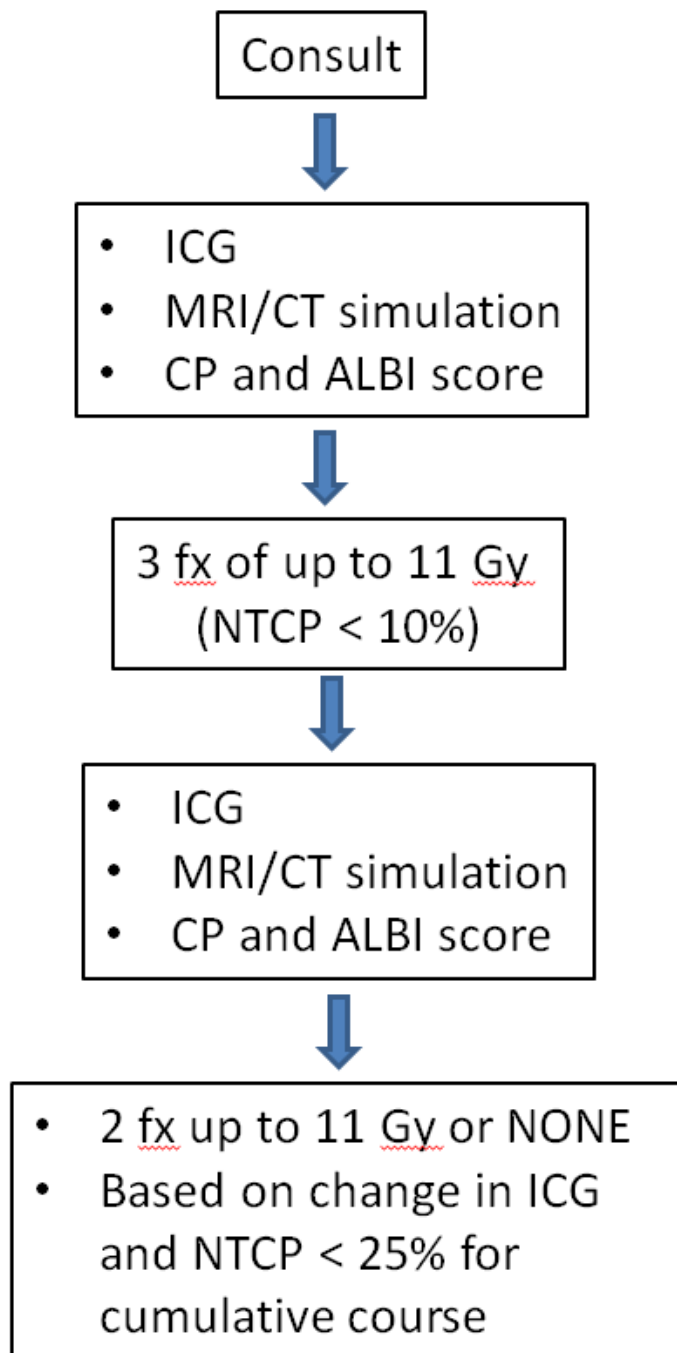 Consult
• ICG
• MRI/CT simulation
• CP and ALBI score
3 fx of up to 11 Gy
(NTCP < 10%)
• ICG
• MRI/CT simulation
• CP and ALBI score
• 2 fx up to 11 Gy or NONE
• Based on change in ICG
and NTCP < 25% for
cumulative course